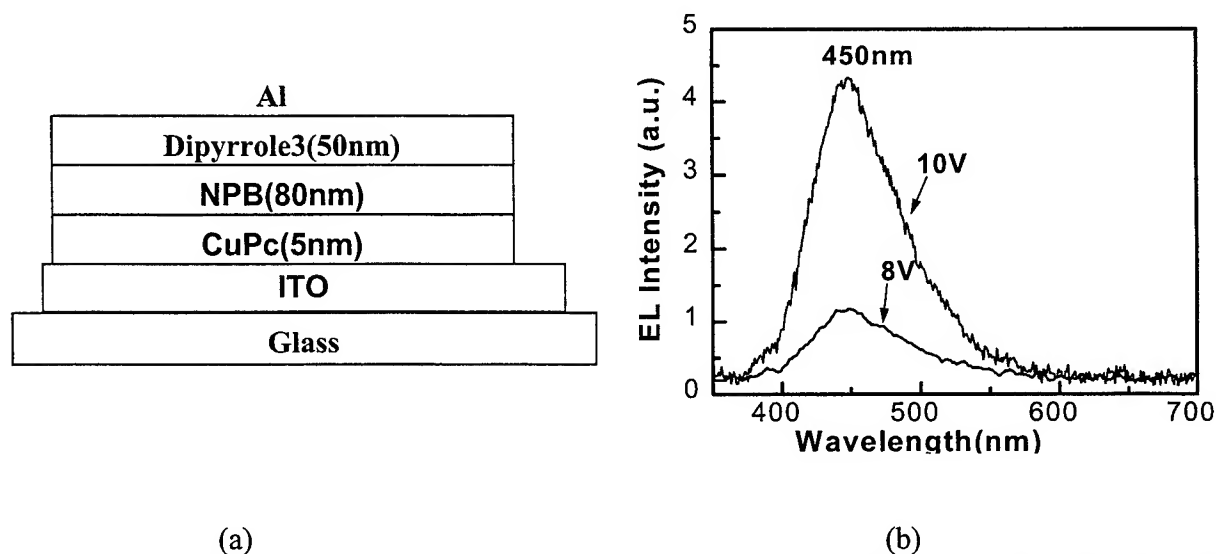 Al
Dipyrrole3(50nm)
NPB(80nm)
CuPc(5nm)
ITO
Glass
(a)
5
4
3
2
1
0
EL Intensity (a.u.)
450nm
10V
8V
400 500 600 700
Wavelength(nm)
(b)